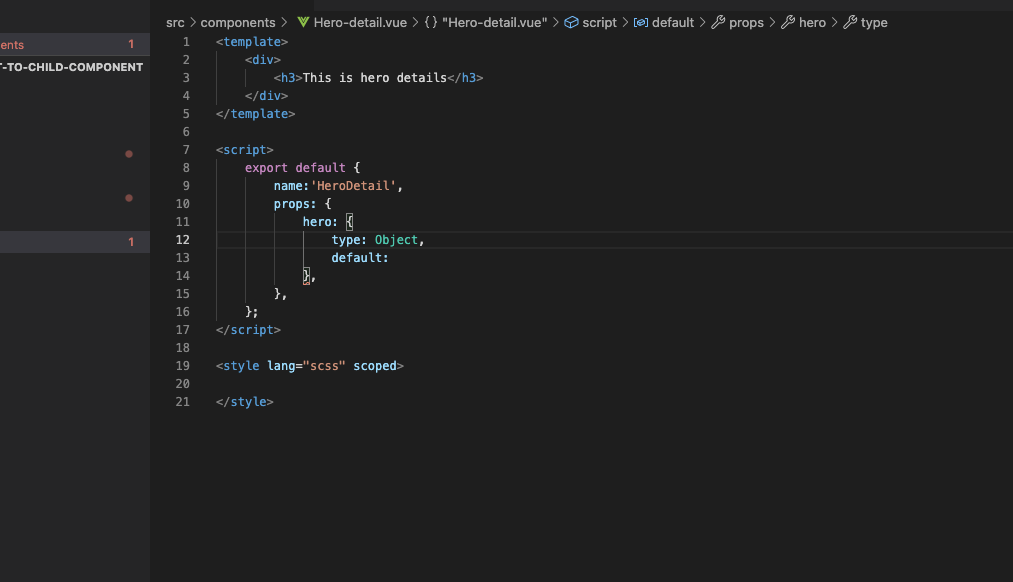 src > components > Hero-detail.vue > {} "Hero-detail.vue" > script > default > props > hero > type
ents 1
T-TO-CHILD-COMPONENT
1
1 <template>
2 <div>
3 <h3>This is hero details</h3>
4 </div>
5 </template>
6
7 <script>
8 export default {
9 name:'HeroDetail',
10 props: {
11 hero: {
12 type: Object,
13 default:
14 },
15 },
16 };
17 </script>
18
19 <style lang="scss" scoped>
20
21 </style>